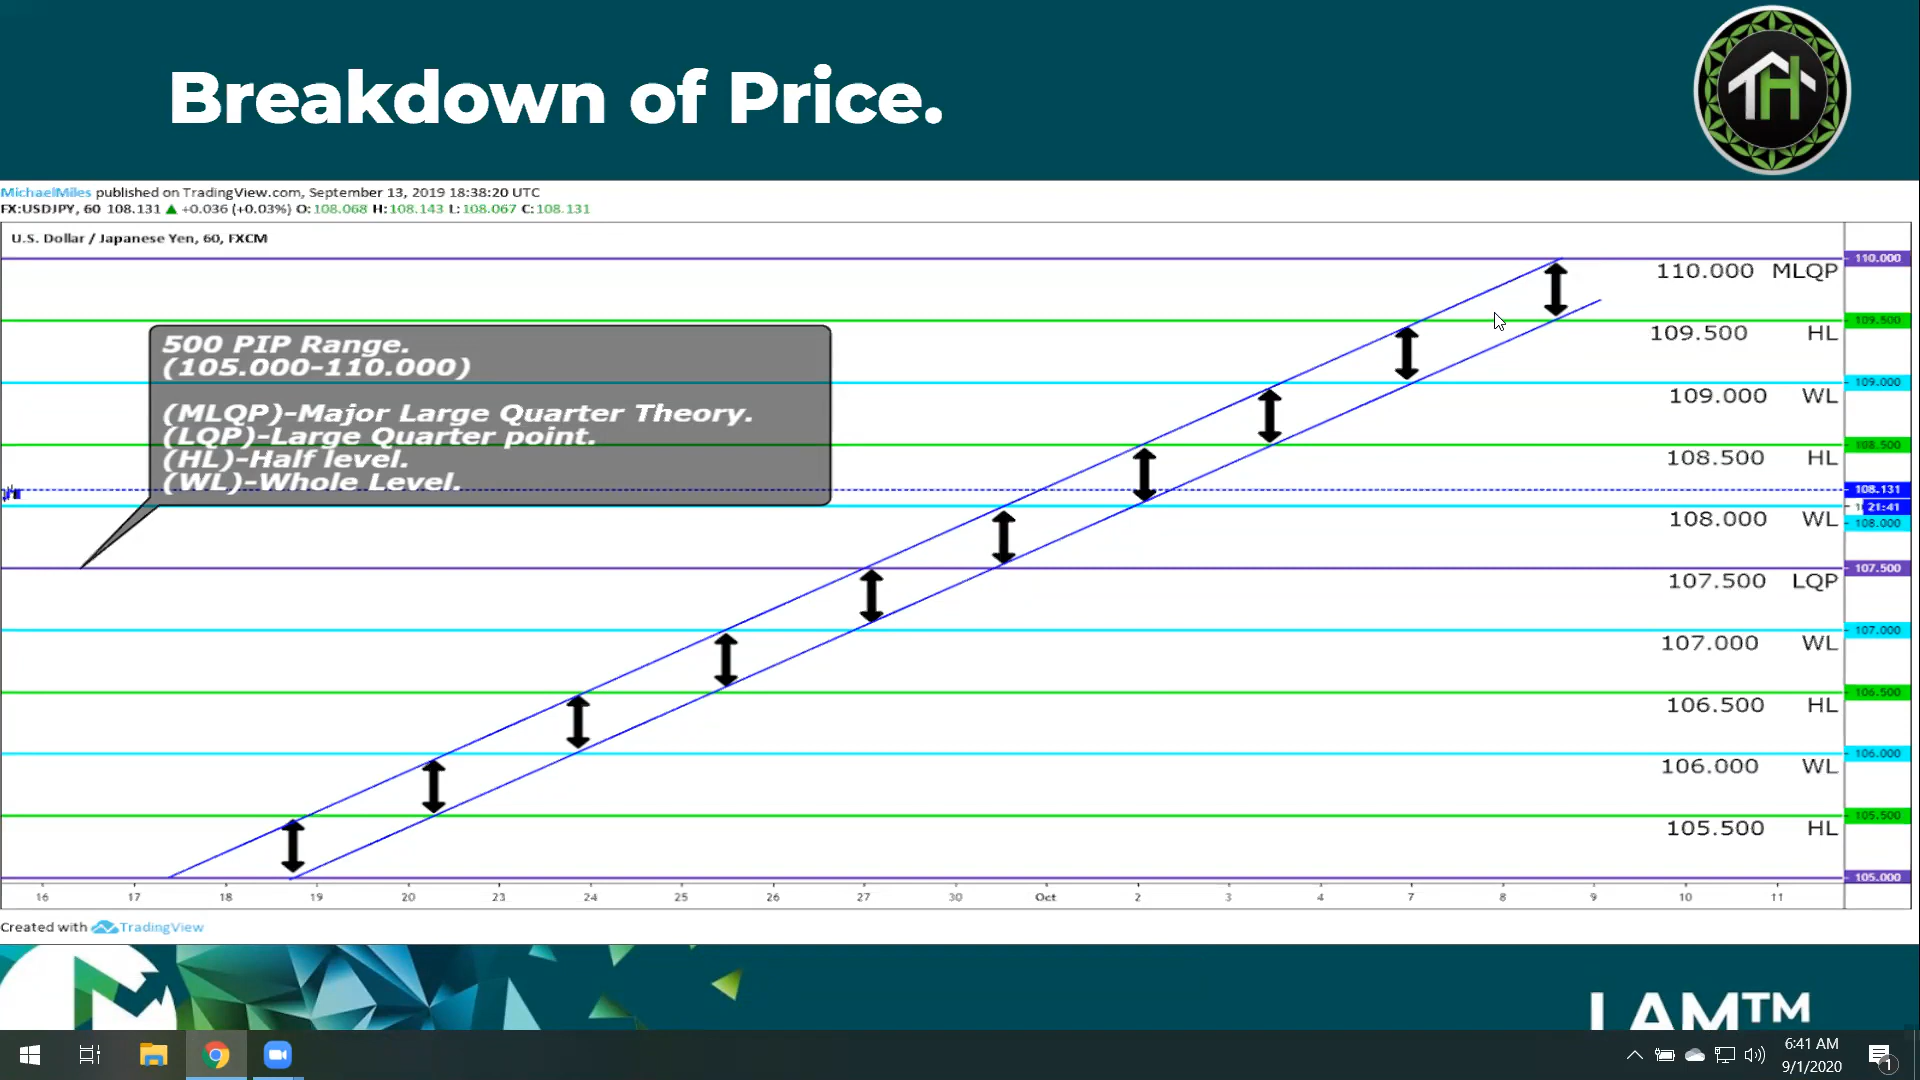 Breakdown of Price.
TH
MichaelMiles published on TradingView.com, September 13, 2019 18:38:20 UTC
FX:USDJPY, 60 108.131 ▲ +0.036 (+0.03%) O:108.068 H:108.143 L:108.067 C:108.131
U.S. Dollar / Japanese Yen, 60, FXCM
110.000
110.000 MLQP
109.500
109.500 HL
500 PIP Range.
(105.000-110.000)
109.000
109.000 WL
(MLQP)-Major Large Quarter Theory.
(LQP)-Large Quarter point.
108.500
108.500 HL
(HL)-Half level.
(WL)-Whole Level.
108.131
21:41
108.000 WL
108.000
107.500
107.500 LQP
107.000
107.000 WL
106.500
106.500 HL
106.000
106.000 WL
105.500
105.500 HL
105.000
16 17 18 19 20 23 24 25 26 27 30 Oct 2 3 4 7 8 9 10 11
Created with TradingView
6:41 AM
9/1/2020
1